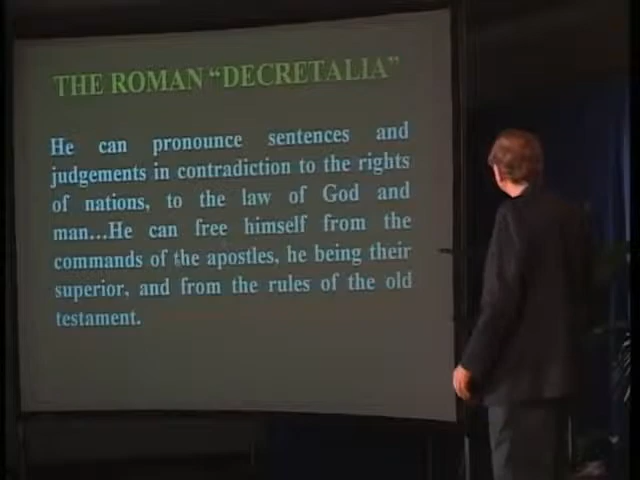 THE ROMAN “DECRETALIA”
He can pronounce sentences and
judgements in contradiction to the rights
of nations, to the law of God and
man...He can free himself from the
commands of the apostles, he being their
superior, and from the rules of the old
testament.